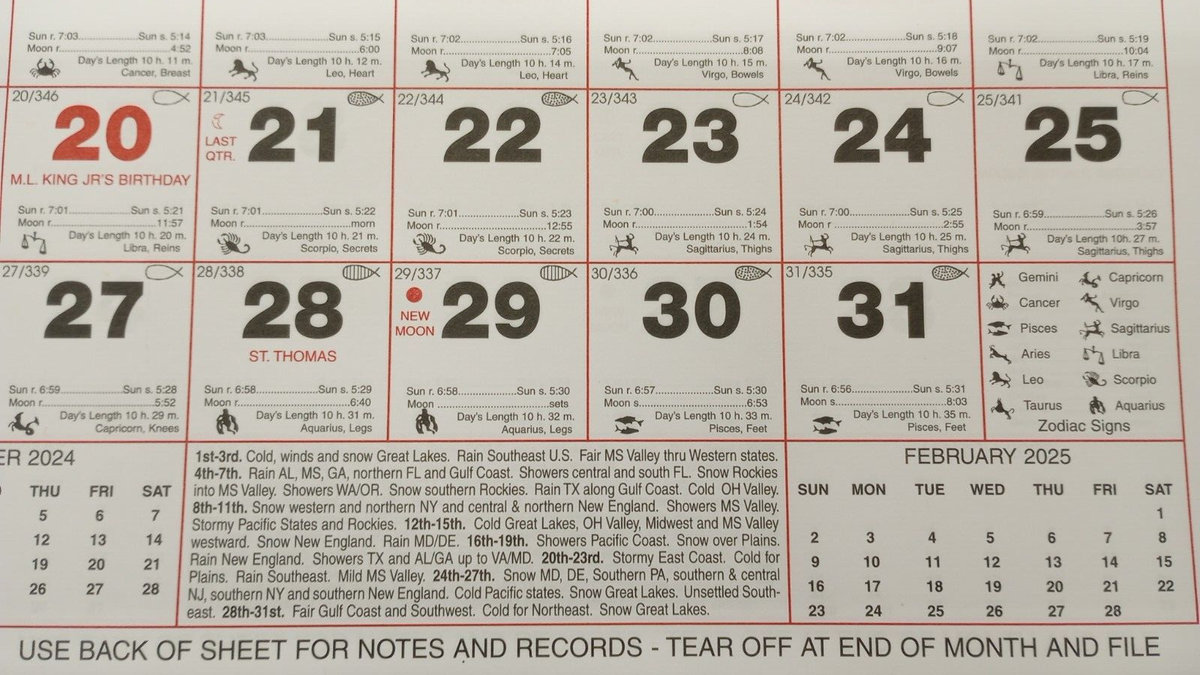 Sun r. 7:03......................Sun s. 5:14
Moon r.....................................4:52
Day's Length 10 h. 11 m.
Cancer, Breast
Sun r. 7:03......................Sun s. 5:15
Moon r.....................................6:00
Day's Length 10 h. 12 m.
Leo, Heart
Sun r. 7:02......................Sun s. 5:16
Moon r.....................................7:05
Day's Length 10 h. 14 m.
Leo, Heart
Sun r. 7:02......................Sun s. 5:17
Moon r.....................................8:08
Day's Length 10 h. 15 m.
Virgo, Bowels
Sun r. 7:02......................Sun s. 5:18
Moon r.....................................9:07
Day's Length 10 h. 16 m.
Virgo, Bowels
Sun r. 7:02......................Sun s. 5:19
Moon r.....................................10:04
Day's Length 10 h. 17 m.
Libra, Reins
20/346
20
M.L. KING JR'S BIRTHDAY
Sun r. 7:01......................Sun s. 5:21
Moon r.....................................11:57
Day's Length 10 h. 20 m.
Libra, Reins
21/345
LAST
QTR.
21
Sun r. 7:01......................Sun s. 5:22
Moon r.....................................morn
Day's Length 10 h. 21 m.
Scorpio, Secrets
22/344
22
Sun r. 7:01......................Sun s. 5:23
Moon r.....................................12:55
Day's Length 10 h. 22 m.
Scorpio, Secrets
23/343
23
Sun r. 7:00......................Sun s. 5:24
Moon r.....................................1:54
Day's Length 10 h. 24 m.
Sagittarius, Thighs
24/342
24
Sun r. 7:00......................Sun s. 5:25
Moon r.....................................2:55
Day's Length 10 h. 25 m.
Sagittarius, Thighs
25/341
25
Sun r. 6:59......................Sun s. 5:26
Moon r.....................................3:57
Day's Length 10h. 27 m.
Sagittarius, Thighs
27/339
27
Sun r. 6:59......................Sun s. 5:28
Moon r.....................................5:52
Day's Length 10 h. 29 m.
Capricorn, Knees
28/338
28
ST. THOMAS
Sun r. 6:58......................Sun s. 5:29
Moon r.....................................6:40
Day's Length 10 h. 31 m.
Aquarius, Legs
29/337
NEW
MOON
29
Sun r. 6:58......................Sun s. 5:30
Moon .....................................sets
Day's Length 10 h. 32 m.
Aquarius, Legs
30/336
30
Sun r. 6:57......................Sun s. 5:30
Moon s.....................................6:53
Day's Length 10 h. 33 m.
Pisces, Feet
31/335
31
Sun r. 6:56......................Sun s. 5:31
Moon s.....................................8:03
Day's Length 10 h. 35 m.
Pisces, Feet
Gemini Capricorn
Cancer Virgo
Pisces Sagittarius
Aries Libra
Leo Scorpio
Taurus Aquarius
Zodiac Signs
ER 2024
THU FRI SAT
5 6 7
12 13 14
19 20 21
26 27 28
1st-3rd. Cold, winds and snow Great Lakes. Rain Southeast U.S. Fair MS Valley thru Western states.
4th-7th. Rain AL, MS, GA, northern FL and Gulf Coast. Showers central and south FL. Snow Rockies
into MS Valley. Showers WA/OR. Snow southern Rockies. Rain TX along Gulf Coast. Cold OH Valley.
8th-11th. Snow western and northern NY and central & northern New England. Showers MS Valley.
Stormy Pacific States and Rockies. 12th-15th. Cold Great Lakes, OH Valley, Midwest and MS Valley
westward. Snow New England. Rain MD/DE. 16th-19th. Showers Pacific Coast. Snow over Plains.
Rain New England. Showers TX and AL/GA up to VA/MD. 20th-23rd. Stormy East Coast. Cold for
Plains. Rain Southeast. Mild MS Valley. 24th-27th. Snow MD, DE, Southern PA, southern & central
NJ, southern NY and southern New England. Cold Pacific states. Snow Great Lakes. Unsettled South-
east. 28th-31st. Fair Gulf Coast and Southwest. Cold for Northeast. Snow Great Lakes.
FEBRUARY 2025
SUN MON TUE WED THU FRI SAT
1
2 3 4 5 6 7 8
9 10 11 12 13 14 15
16 17 18 19 20 21 22
23 24 25 26 27 28
USE BACK OF SHEET FOR NOTES AND RECORDS - TEAR OFF AT END OF MONTH AND FILE